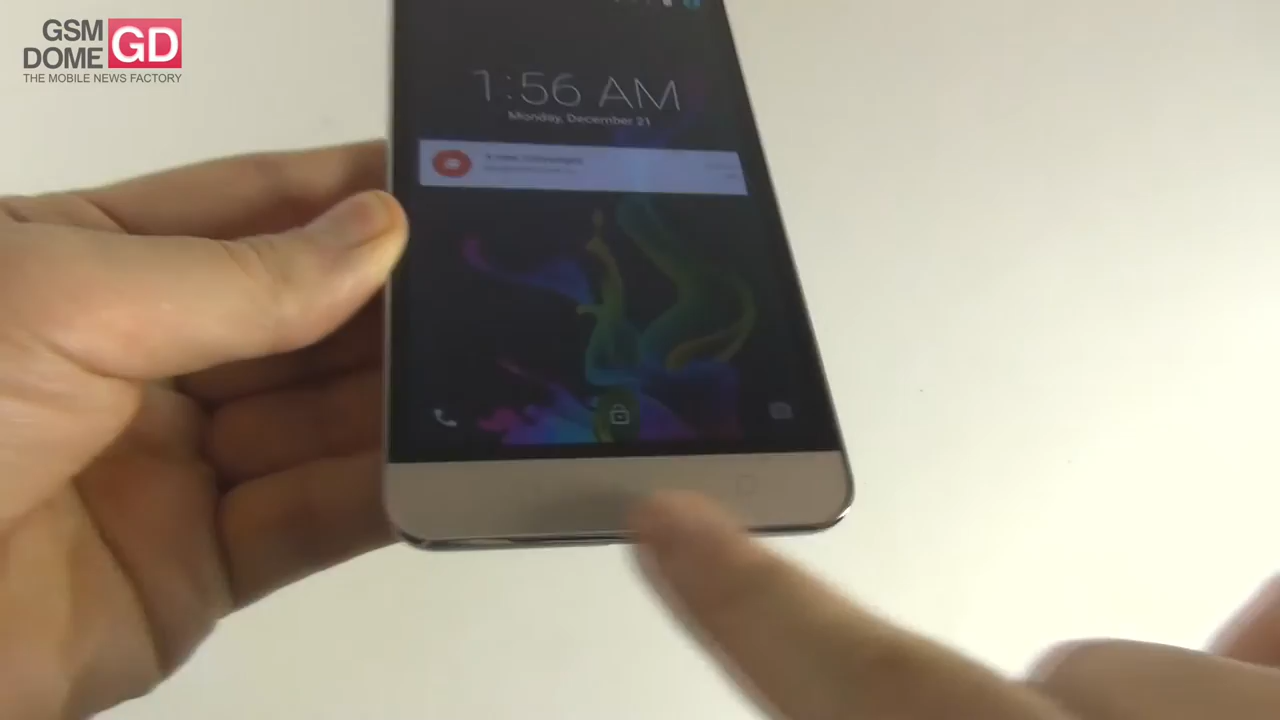 GSM
DOME GD
THE MOBILE NEWS FACTORY
1:56 AM
Monday, December 21